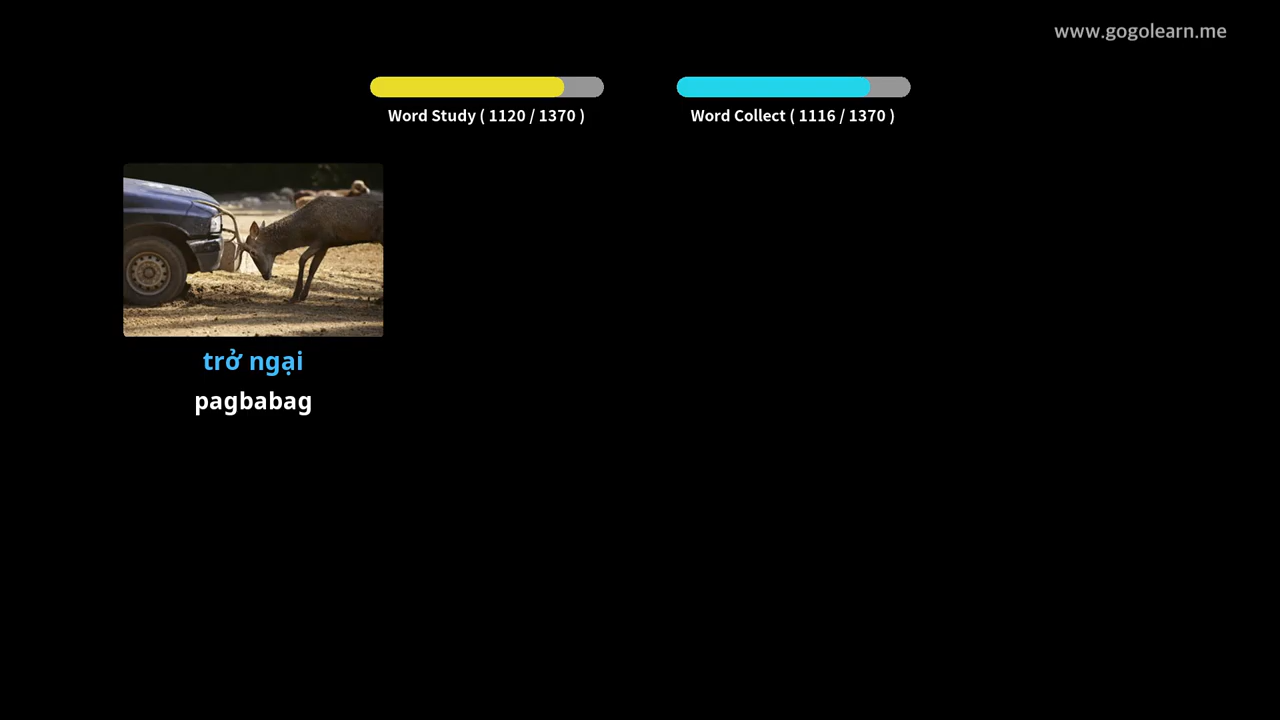 www.gogolearn.me
Word Study ( 1120 / 1370 )
Word Collect ( 1116 / 1370 )
trở ngại
pagbabag